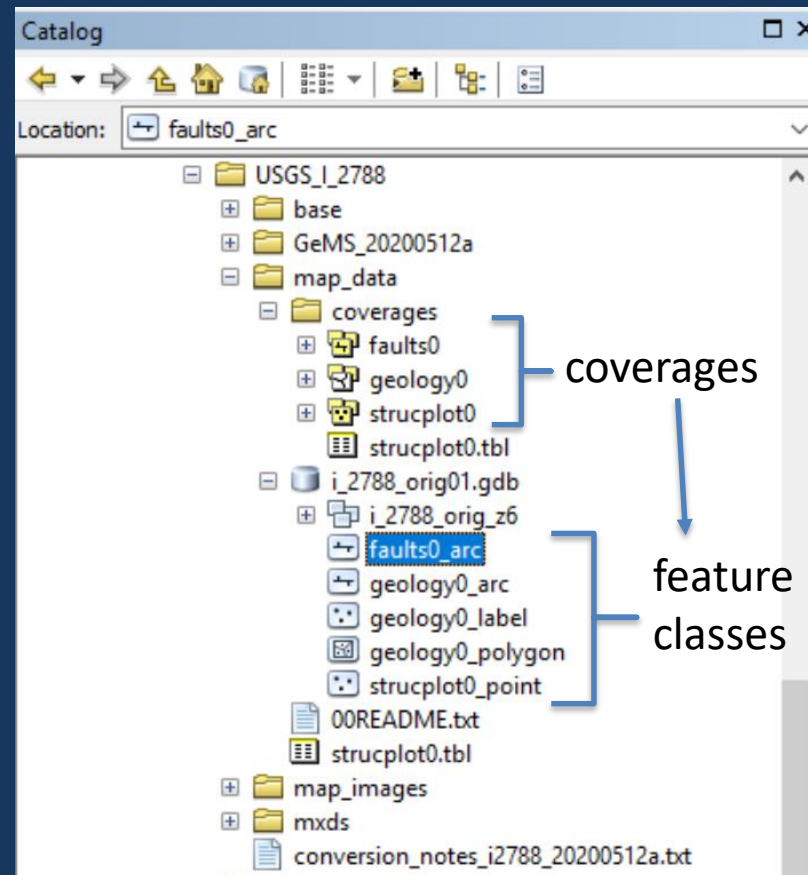 Catalog
Location: faults0_arc
USGS_I_2788
base
GeMS_20200512a
map_data
coverages
faults0
geology0
strucplot0
strucplot0.tbl
i_2788_orig01.gdb
i_2788_orig_z6
faults0_arc
geology0_arc
geology0_label
geology0_polygon
strucplot0_point
00README.txt
strucplot0.tbl
map_images
mxds
conversion_notes_i2788_20200512a.txt
coverages
feature
classes